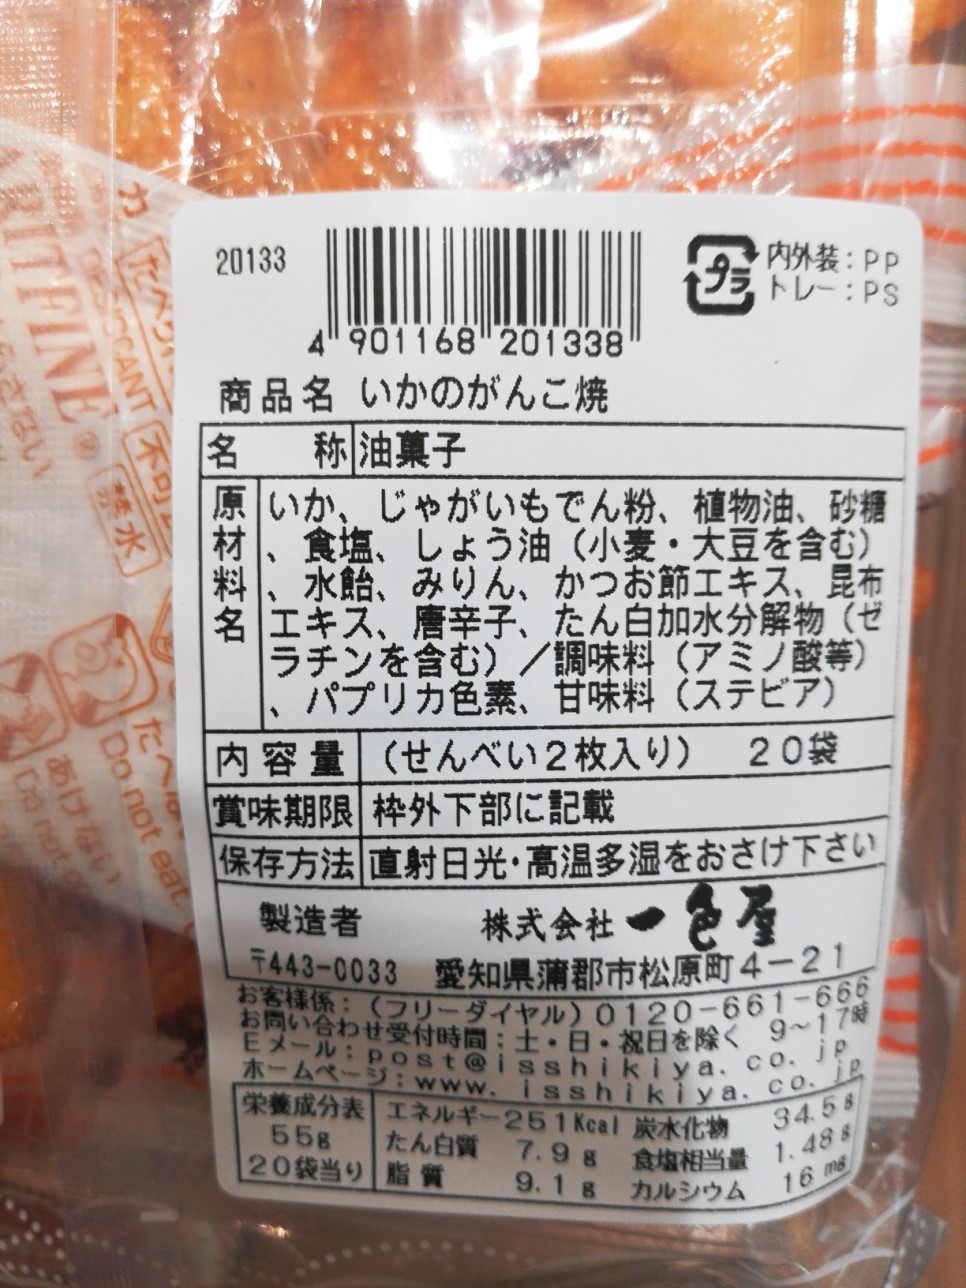 20133
プラ
内外装：PP
トレー：PS
4 901168 201338
商品名 いかのがんこ焼
名称 油菓子
原材料名
いか、じゃがいもでん粉、植物油、砂糖
、食塩、しょう油（小麦・大豆を含む）
、水飴、みりん、かつお節エキス、昆布
エキス、唐辛子、たん白加水分解物（ゼ
ラチンを含む）／調味料（アミノ酸等）
、パプリカ色素、甘味料（ステビア）
内容量 （せんべい2枚入り） 20袋
賞味期限 枠外下部に記載
保存方法 直射日光・高温多湿をおさけ下さい
製造者 株式会社 一色屋
〒443-0033 愛知県蒲郡市松原町4－21
お客様係：（フリーダイヤル）0120-661-666
お問い合わせ受付時間：土・日・祝日を除く 9～17時
Eメール：post@isshikiya.co.jp
ホームページ：www.isshikiya.co.jp
栄養成分表
55g
20袋当り
エネルギー251Kcal 炭水化物 34.5g
たん白質 7.9g 食塩相当量 1.48g
脂質 9.1g カルシウム 16mg
DESICCANT
禁水
Do not eat
たべ
あけない
Do not